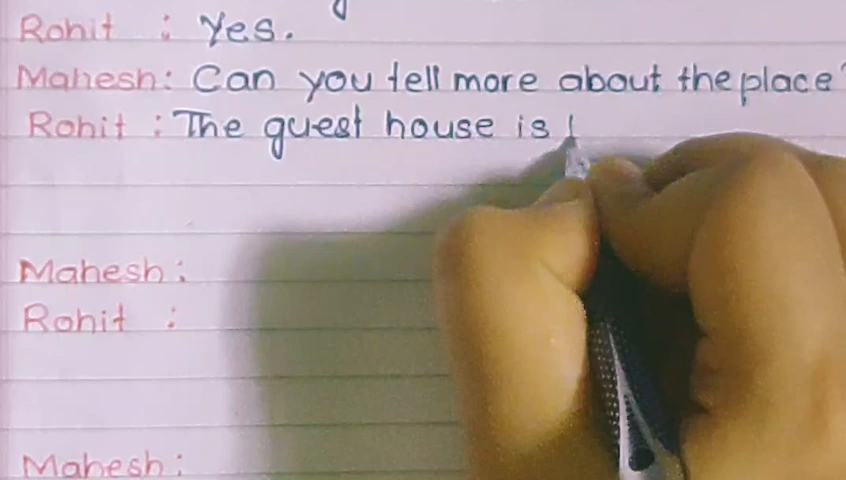 Rohit : Yes.
Mahesh: Can you tell more about the place?
Rohit : The guest house is
Mahesh:
Rohit :
Mahesh: